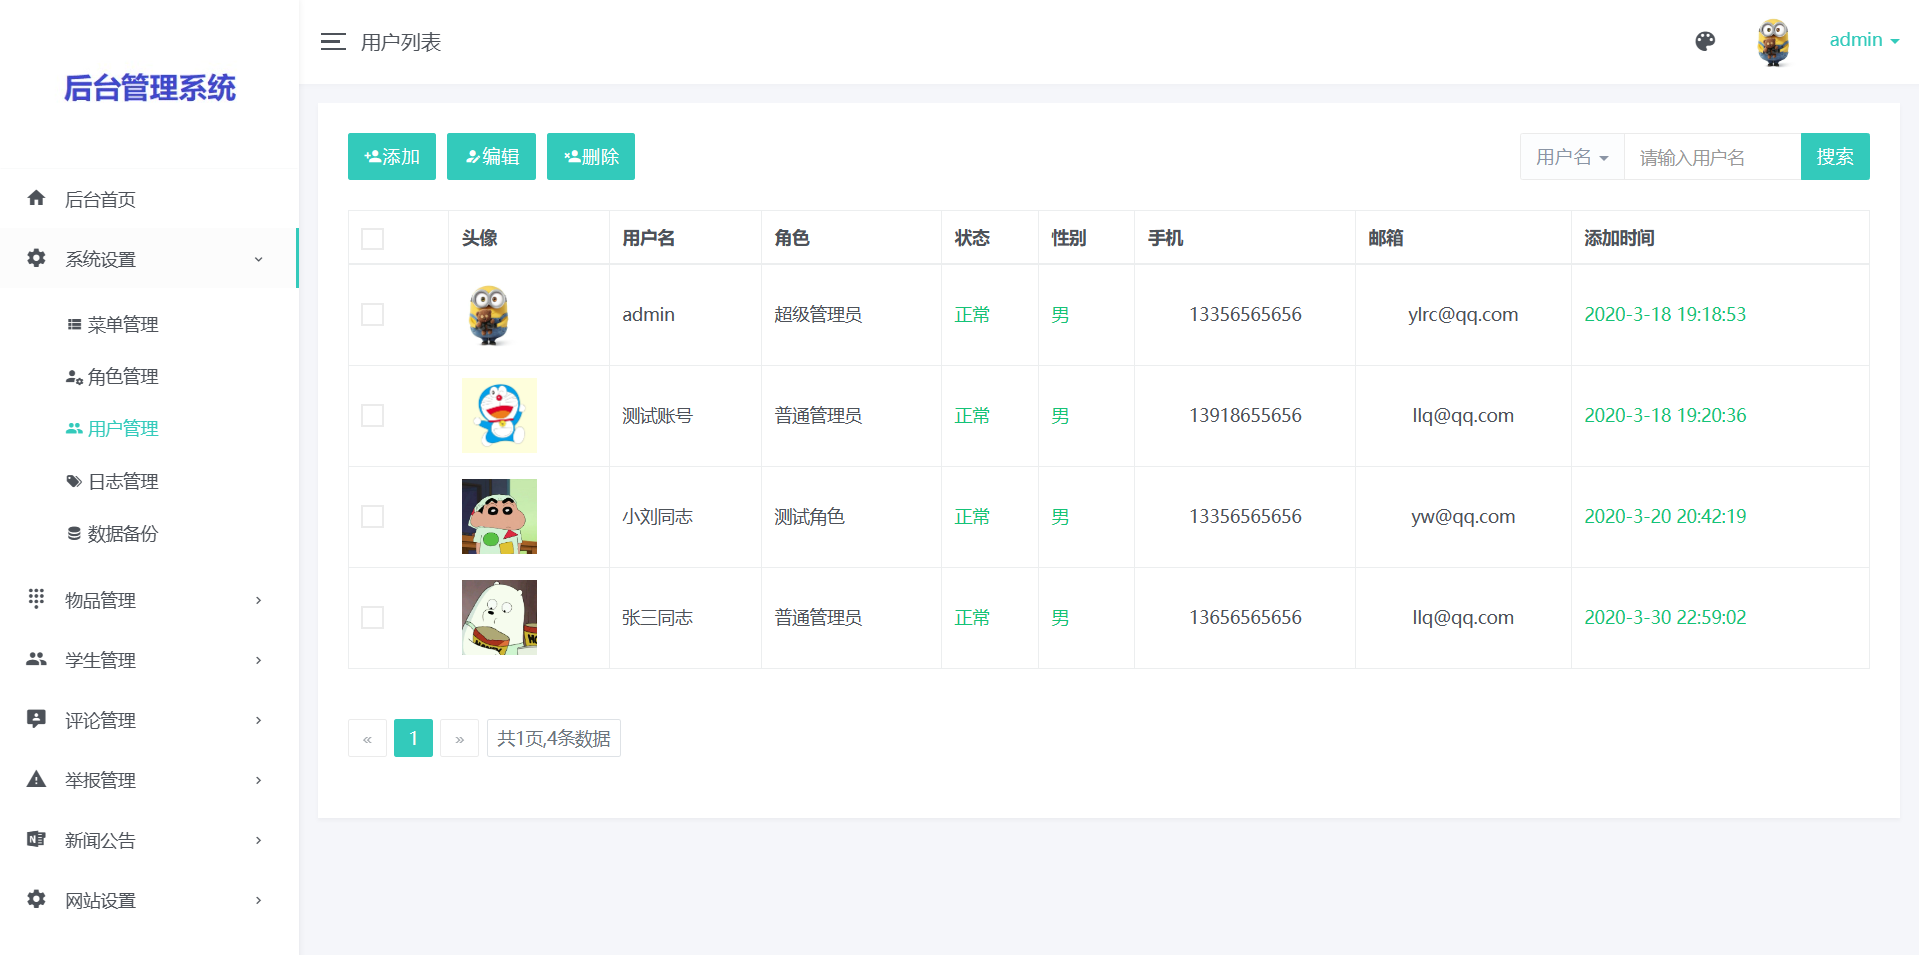 后台管理系统
用户列表
admin
后台首页
系统设置
菜单管理
角色管理
用户管理
日志管理
数据备份
物品管理
学生管理
评论管理
举报管理
新闻公告
网站设置
添加 编辑 删除
用户名 请输入用户名 搜索
头像 用户名 角色 状态 性别 手机 邮箱 添加时间
admin 超级管理员 正常 男 13356565656 ylrc@qq.com 2020-3-18 19:18:53
测试账号 普通管理员 正常 男 13918655656 llq@qq.com 2020-3-18 19:20:36
小刘同志 测试角色 正常 男 13356565656 yw@qq.com 2020-3-20 20:42:19
张三同志 普通管理员 正常 男 13656565656 llq@qq.com 2020-3-30 22:59:02
« 1 » 共1页,4条数据